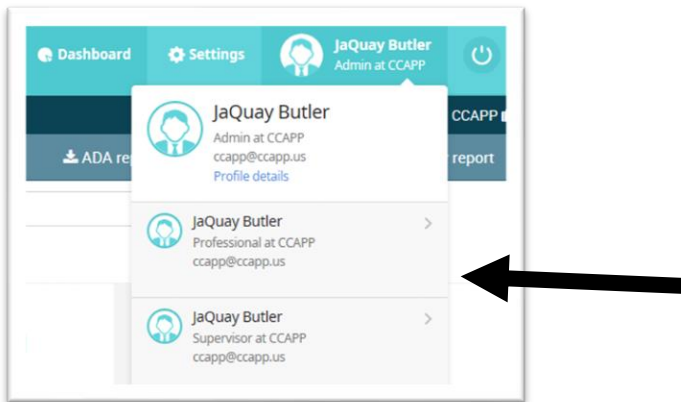 Dashboard Settings JaQuay Butler
Admin at CCAPP
JaQuay Butler
Admin at CCAPP
ccapp@ccapp.us
Profile details
CCAPP
ADA re
report
JaQuay Butler
Professional at CCAPP
ccapp@ccapp.us
JaQuay Butler
Supervisor at CCAPP
ccapp@ccapp.us